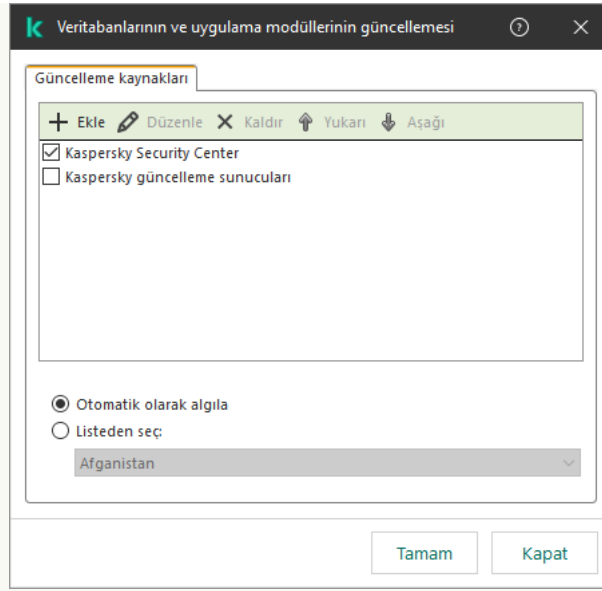 Veritabanlarının ve uygulama modüllerinin güncellemesi
Güncelleme kaynakları
Ekle Düzenle Kaldır Yukarı Aşağı
Kaspersky Security Center
Kaspersky güncelleme sunucuları
Otomatik olarak algıla
Listeden seç:
Afganistan
Tamam Kapat